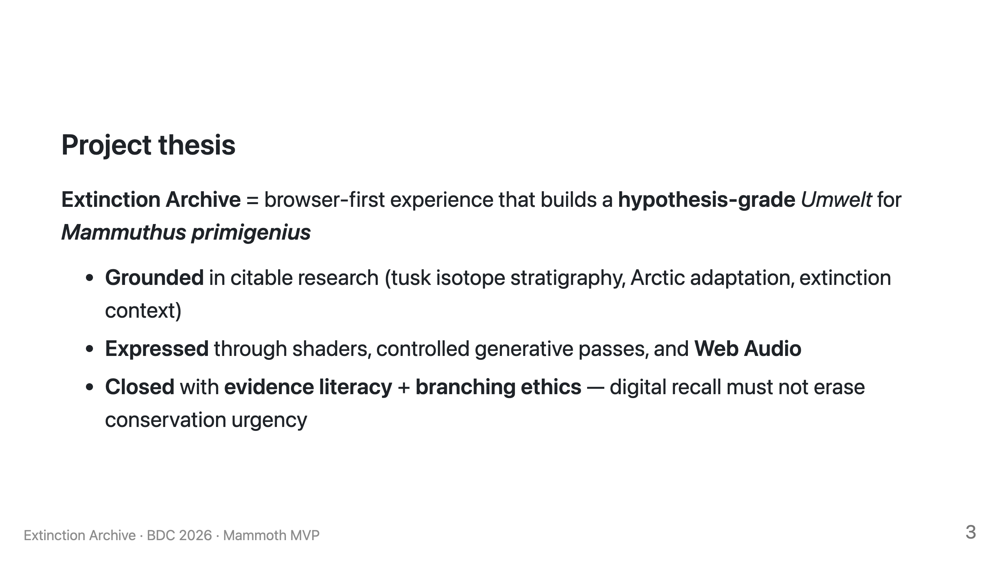 Project thesis
Extinction Archive = browser-first experience that builds a hypothesis-grade Umwelt for
Mammuthus primigenius
• Grounded in citable research (tusk isotope stratigraphy, Arctic adaptation, extinction
context)
• Expressed through shaders, controlled generative passes, and Web Audio
• Closed with evidence literacy + branching ethics — digital recall must not erase
conservation urgency
Extinction Archive · BDC 2026 · Mammoth MVP
3